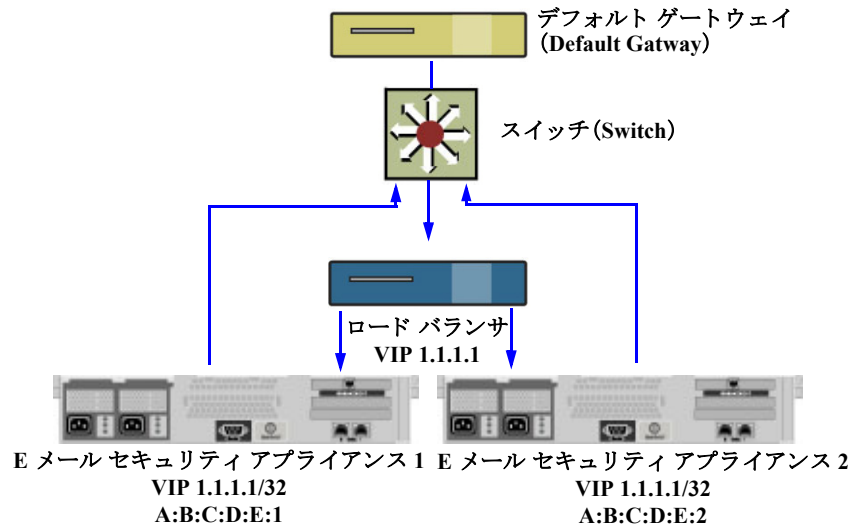 デフォルト ゲートウェイ
(Default Gatway)
スイッチ(Switch)
ロード バランサ
VIP 1.1.1.1
E メール セキュリティ アプライアンス 1
VIP 1.1.1.1/32
A:B:C:D:E:1
E メール セキュリティ アプライアンス 2
VIP 1.1.1.1/32
A:B:C:D:E:2